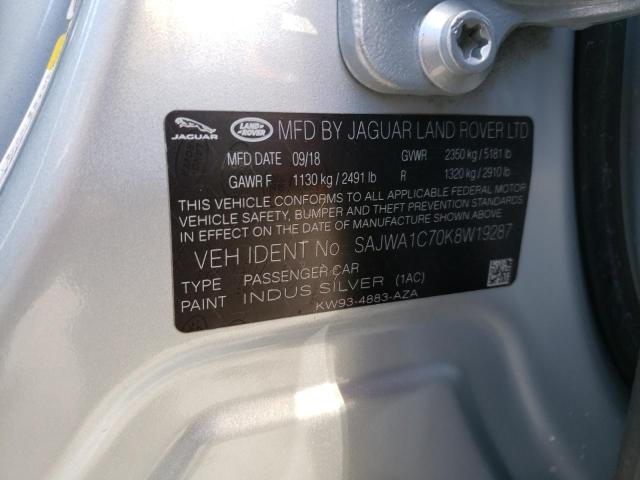 JAGUAR LAND ROVER MFD BY JAGUAR LAND ROVER LTD
MFD DATE 09/18 GVWR 2350 kg / 5181 lb
GAWR F 1130 kg / 2491 lb R 1320 kg / 2910 lb
THIS VEHICLE CONFORMS TO ALL APPLICABLE FEDERAL MOTOR
VEHICLE SAFETY, BUMPER AND THEFT PREVENTION STANDARDS
IN EFFECT ON THE DATE OF MANUFACTURE SHOWN ABOVE.
VEH IDENT No SAJWA1C70K8W19287
TYPE PASSENGER CAR
PAINT INDUS SILVER (1AC)
KW93-4883-AZA